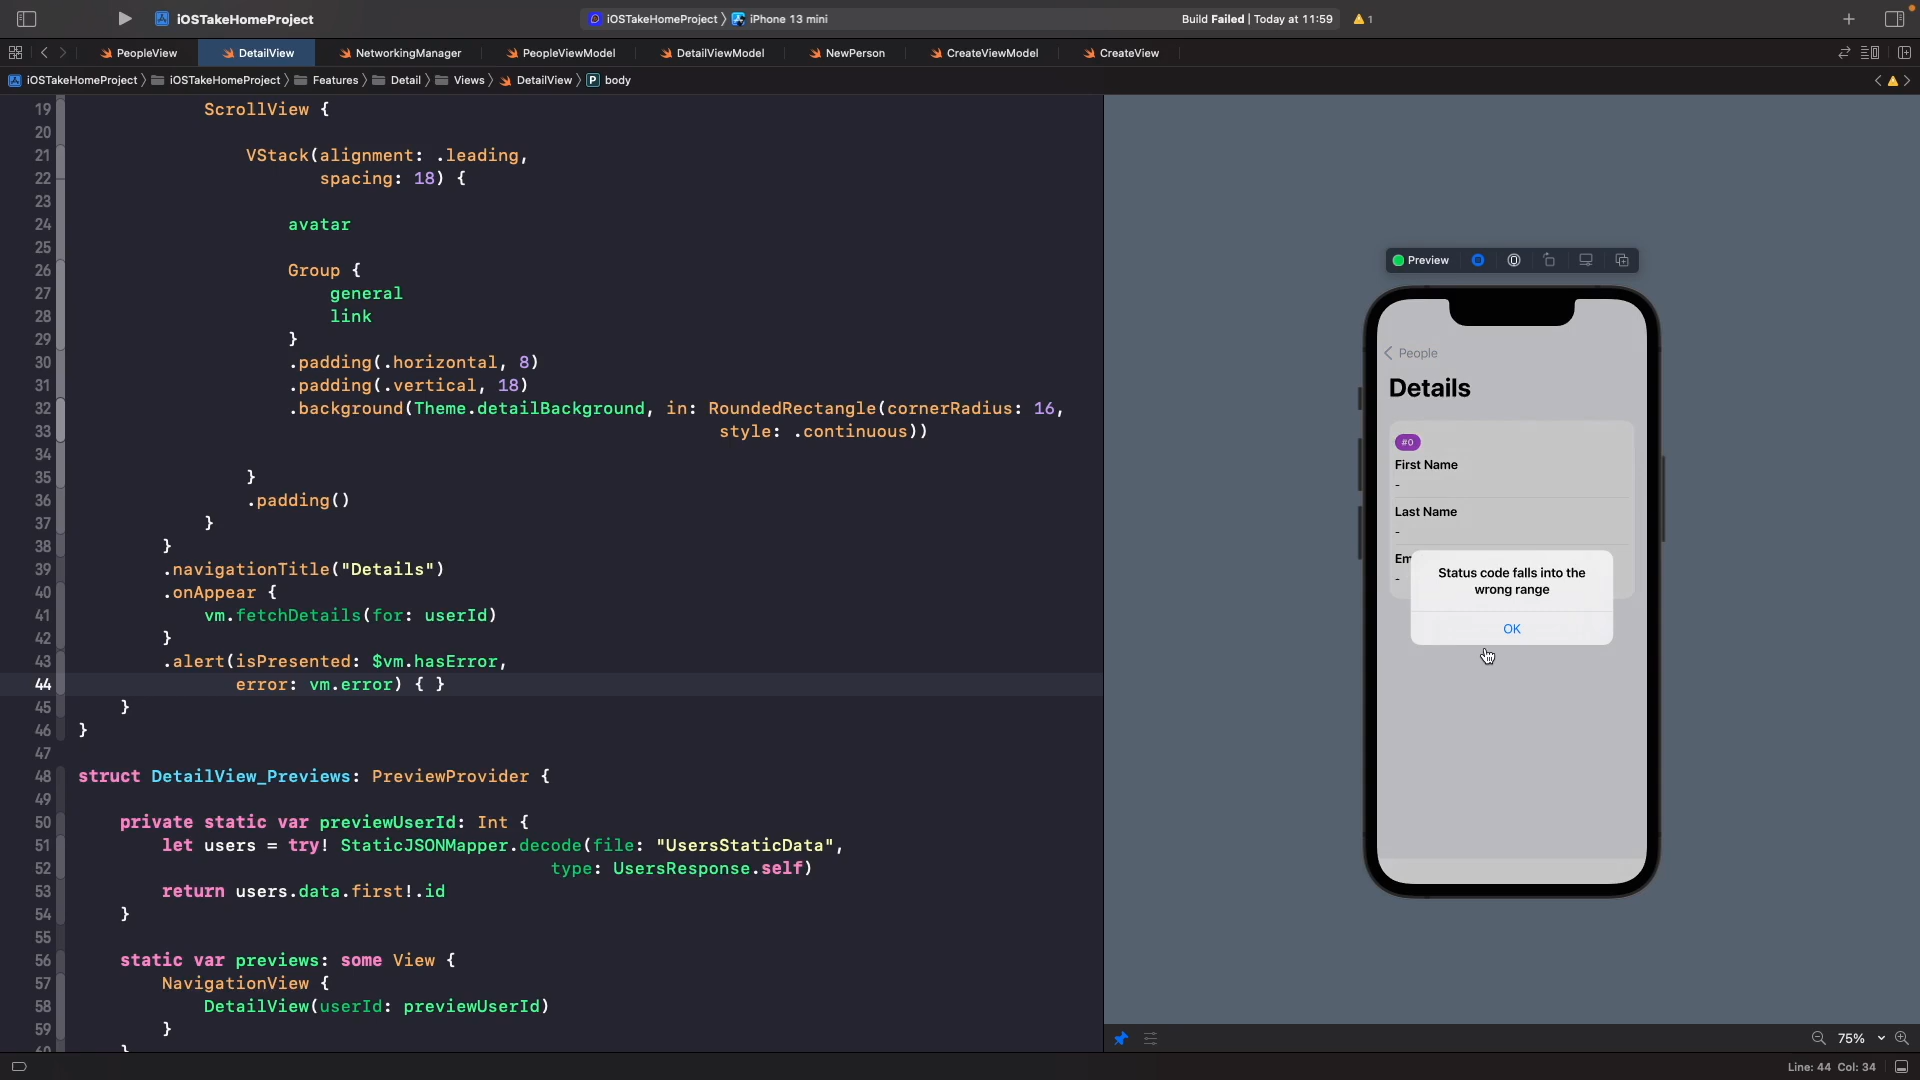 iOSTakeHomeProject
iOSTakeHomeProject
iPhone 13 mini
Build Failed | Today at 11:59
1
PeopleView
DetailView
NetworkingManager
PeopleViewModel
DetailViewModel
NewPerson
CreateViewModel
CreateView
iOSTakeHomeProject
iOSTakeHomeProject
Features
Detail
Views
DetailView
P body
19 ScrollView {
20
21 VStack(alignment: .leading,
22 spacing: 18) {
23
24 avatar
25
26 Group {
27 general
28 link
29 }
30 .padding(.horizontal, 8)
31 .padding(.vertical, 18)
32 .background(Theme.detailBackground, in: RoundedRectangle(cornerRadius: 16,
33 style: .continuous))
34
35 }
36 .padding()
37 }
38 }
39 .navigationTitle("Details")
40 .onAppear {
41 vm.fetchDetails(for: userId)
42 }
43 .alert(isPresented: $vm.hasError,
44 error: vm.error) { }
45 }
46 }
47
48 struct DetailView_Previews: PreviewProvider {
49
50 private static var previewUserId: Int {
51 let users = try! StaticJSONMapper.decode(file: "UsersStaticData",
52 type: UsersResponse.self)
53 return users.data.first!.id
54 }
55
56 static var previews: some View {
57 NavigationView {
58 DetailView(userId: previewUserId)
59 }
60 }
Preview
People
Details
#0
First Name
-
Last Name
-
Em
-
Status code falls into the
wrong range
OK
75%
Line: 44 Col: 34